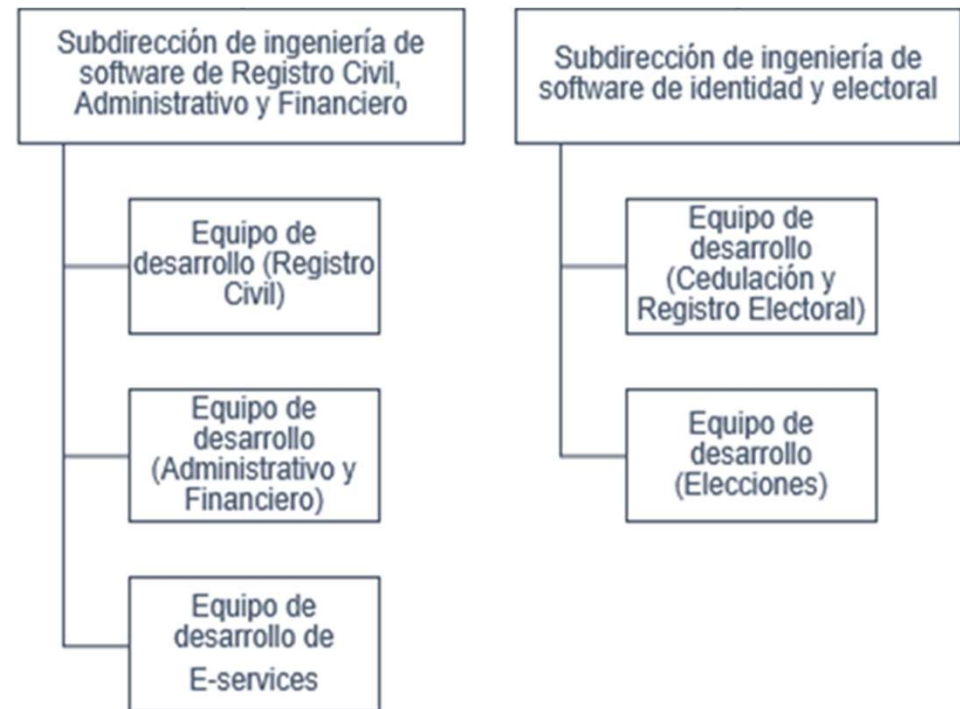 Subdirección de ingeniería de
software de Registro Civil,
Administrativo y Financiero
Equipo de
desarrollo (Registro
Civil)
Equipo de
desarrollo
(Administrativo y
Financiero)
Equipo de
desarrollo de
E-services
Subdirección de ingeniería de
software de identidad y electoral
Equipo de
desarrollo
(Cedulación y
Registro Electoral)
Equipo de
desarrollo
(Elecciones)